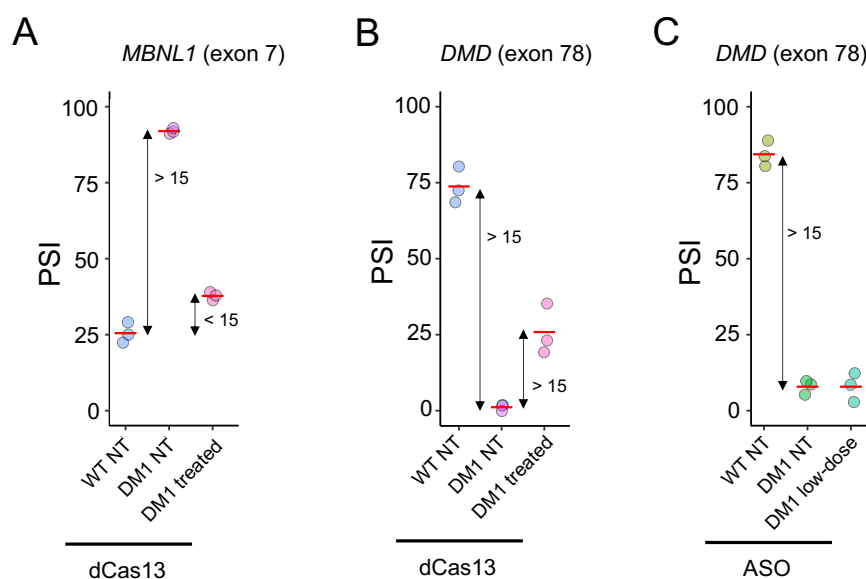 A
MBNL1 (exon 7)
PSI
100
75
50
25
0
> 15
< 15
WT NT
DM1 NT
DM1 treated
dCas13
B
DMD (exon 78)
PSI
100
75
50
25
0
> 15
> 15
WT NT
DM1 NT
DM1 treated
dCas13
C
DMD (exon 78)
PSI
100
75
50
25
0
> 15
WT NT
DM1 NT
DM1 low-dose
ASO